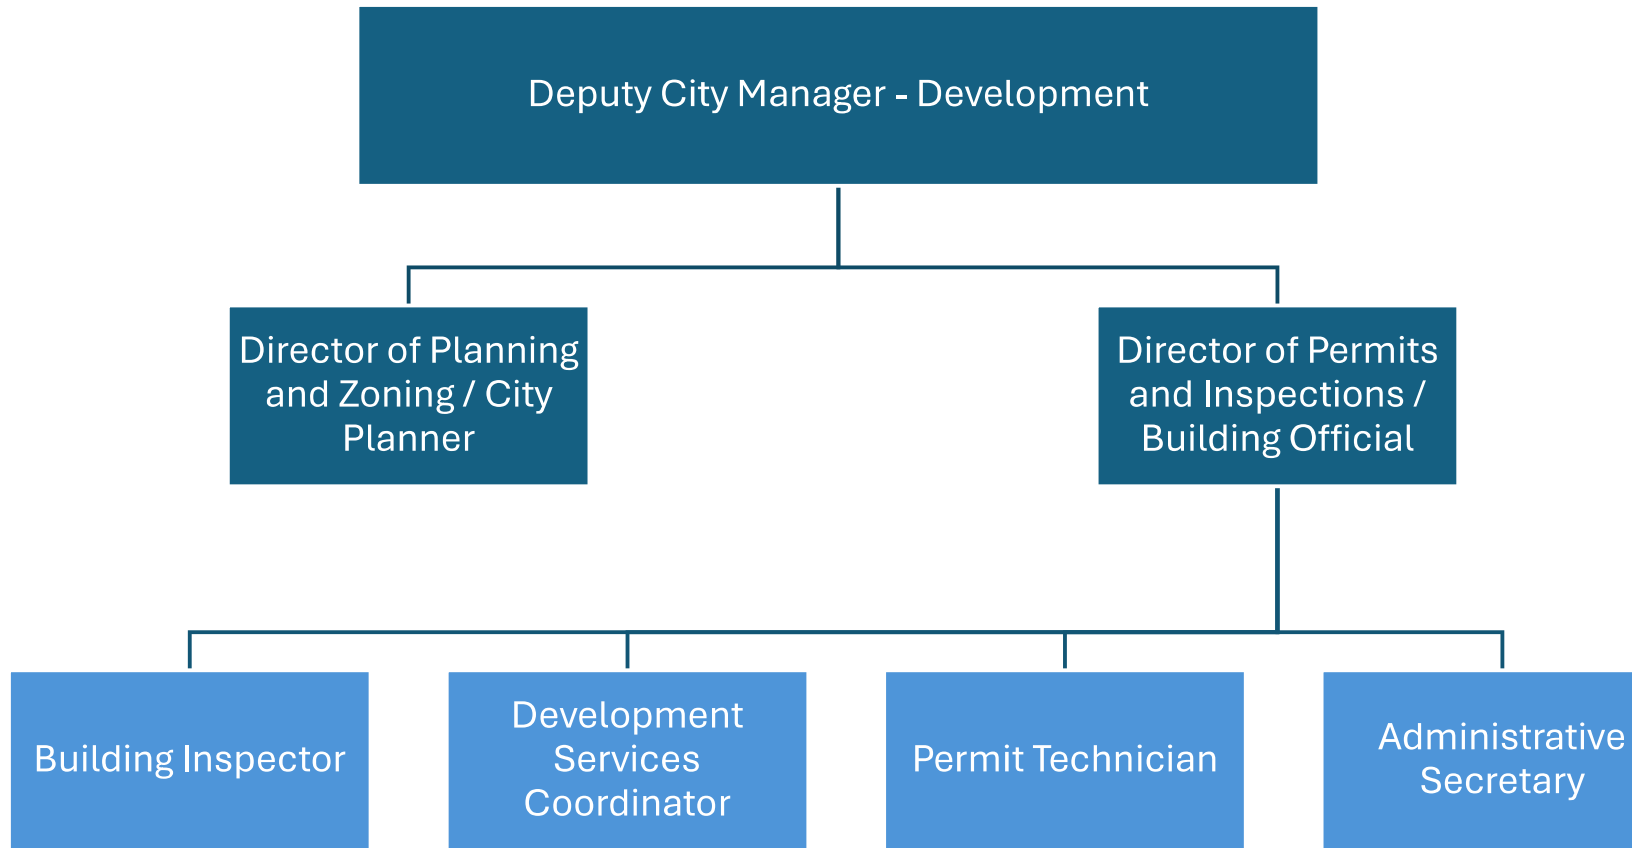 Deputy City Manager - Development
Director of Planning
and Zoning / City
Planner
Director of Permits
and Inspections /
Building Official
Building Inspector
Development
Services
Coordinator
Permit Technician
Administrative
Secretary